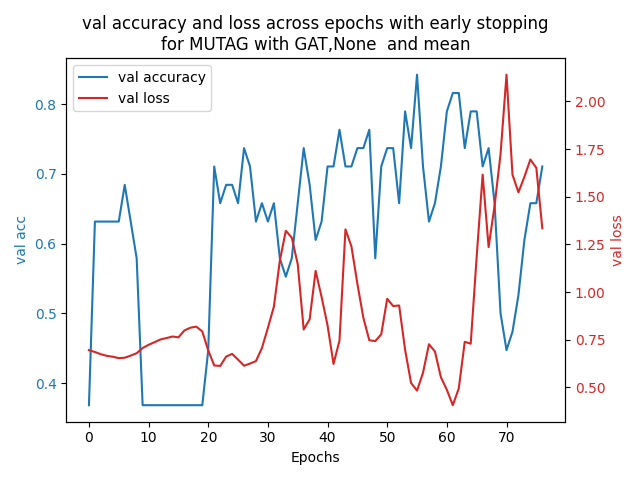 val accuracy and loss across epochs with early stopping
for MUTAG with GAT,None  and mean
val accuracy
val loss
0.8
0.7
0.6
0.5
0.4
val acc
2.00
1.75
1.50
1.25
1.00
0.75
0.50
val loss
0 10 20 30 40 50 60 70
Epochs